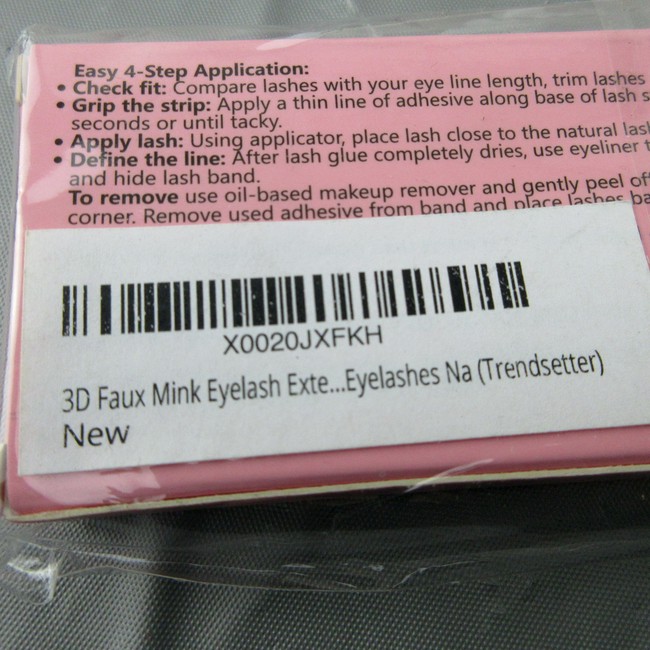 Easy 4-Step Application:
• Check fit: Compare lashes with your eye line length, trim lashes
• Grip the strip: Apply a thin line of adhesive along base of lash s
seconds or until tacky.
• Apply lash: Using applicator, place lash close to the natural lash
• Define the line: After lash glue completely dries, use eyeliner t
and hide lash band.
To remove use oil-based makeup remover and gently peel off
corner. Remove used adhesive from band and place lashes ba
X0020JXFKH
3D Faux Mink Eyelash Exte...Eyelashes Na (Trendsetter)
New